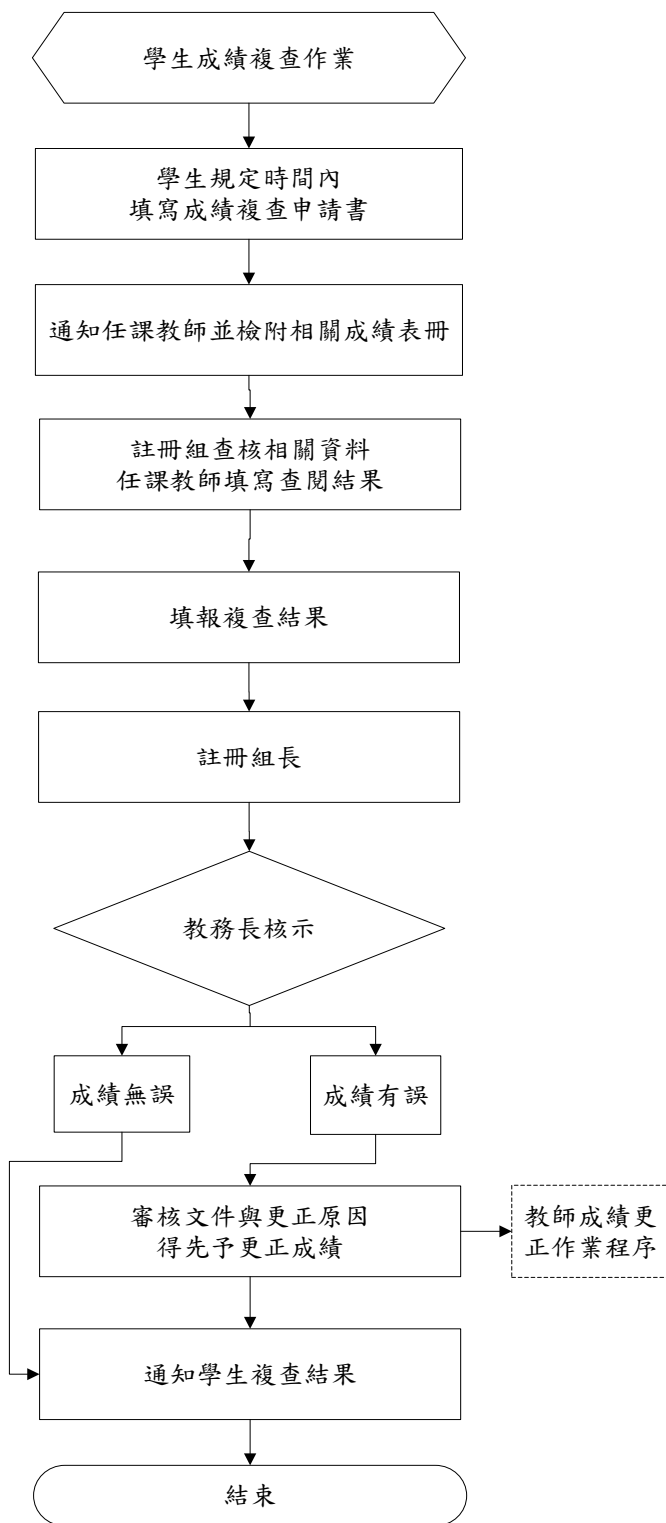 學生成績複查作業
學生規定時間內
填寫成績複查申請書
通知任課教師並檢附相關成績表冊
註冊組查核相關資料
任課教師填寫查閱結果
填報複查結果
註冊組長
教務長核示
成績無誤
成績有誤
審核文件與更正原因
得先予更正成績
教師成績更
正作業程序
通知學生複查結果
結束